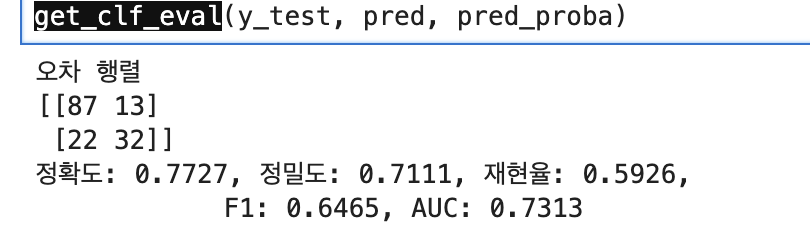 get_clf_eval(y_test, pred, pred_proba)
오차 행렬
[[87 13]
 [22 32]]
정확도: 0.7727, 정밀도: 0.7111, 재현율: 0.5926,
F1: 0.6465, AUC: 0.7313